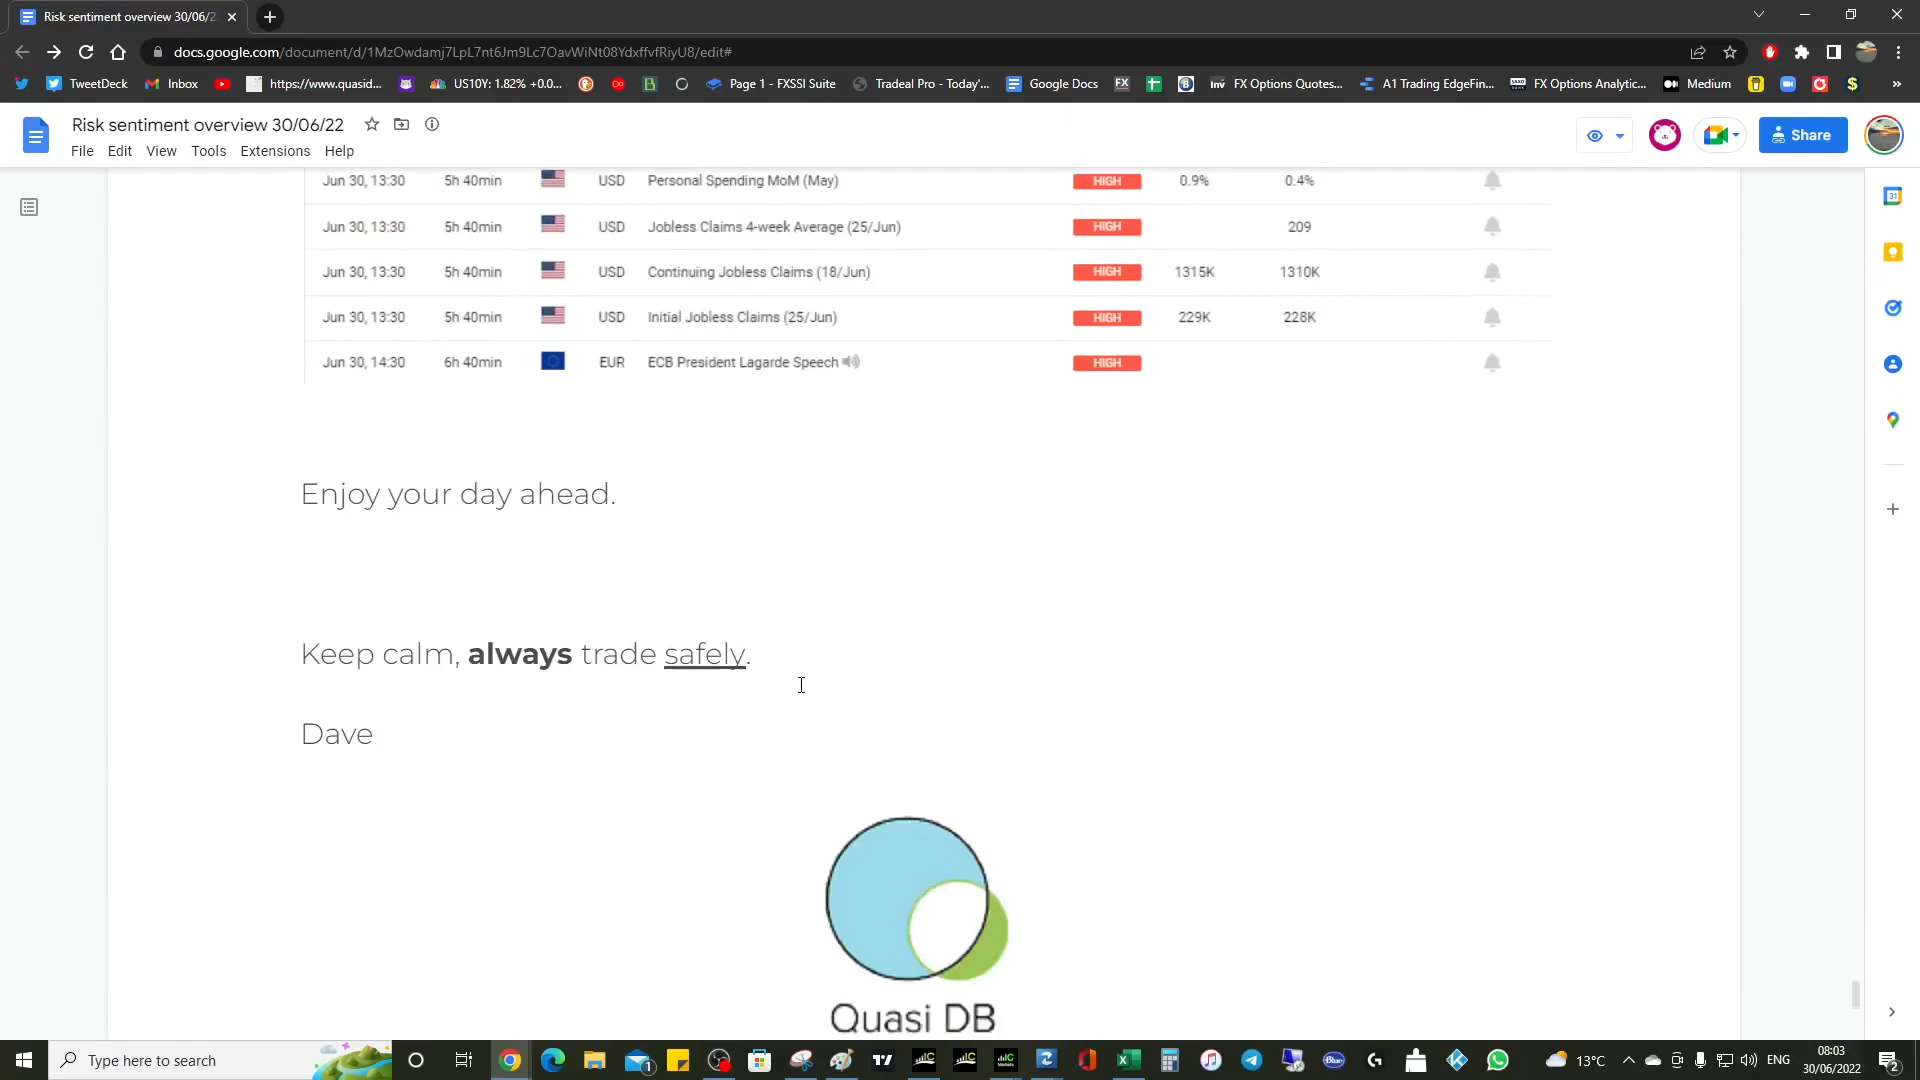 Risk sentiment overview 30/06/2
docs.google.com/document/d/1MzOwdamj7LpL7nt6Jm9Lc7OavWiNt08YdxffvfRiyU8/edit#
TweetDeck Inbox https://www.quasid... US10Y: 1.82% +0.0... Page 1 - FXSSI Suite Tradeal Pro - Today'... Google Docs FX Inv FX Options Quotes... A1 Trading EdgeFin... FX Options Analytic... Medium
Risk sentiment overview 30/06/22
File Edit View Tools Extensions Help
Share
Jun 30, 13:30 5h 40min USD Personal Spending MoM (May) HIGH 0.9% 0.4%
Jun 30, 13:30 5h 40min USD Jobless Claims 4-week Average (25/Jun) HIGH 209
Jun 30, 13:30 5h 40min USD Continuing Jobless Claims (18/Jun) HIGH 1315K 1310K
Jun 30, 13:30 5h 40min USD Initial Jobless Claims (25/Jun) HIGH 229K 228K
Jun 30, 14:30 6h 40min EUR ECB President Lagarde Speech HIGH
Enjoy your day ahead.
Keep calm, always trade safely.
Dave
Quasi DB
Type here to search
13°C ENG 08:03
30/06/2022